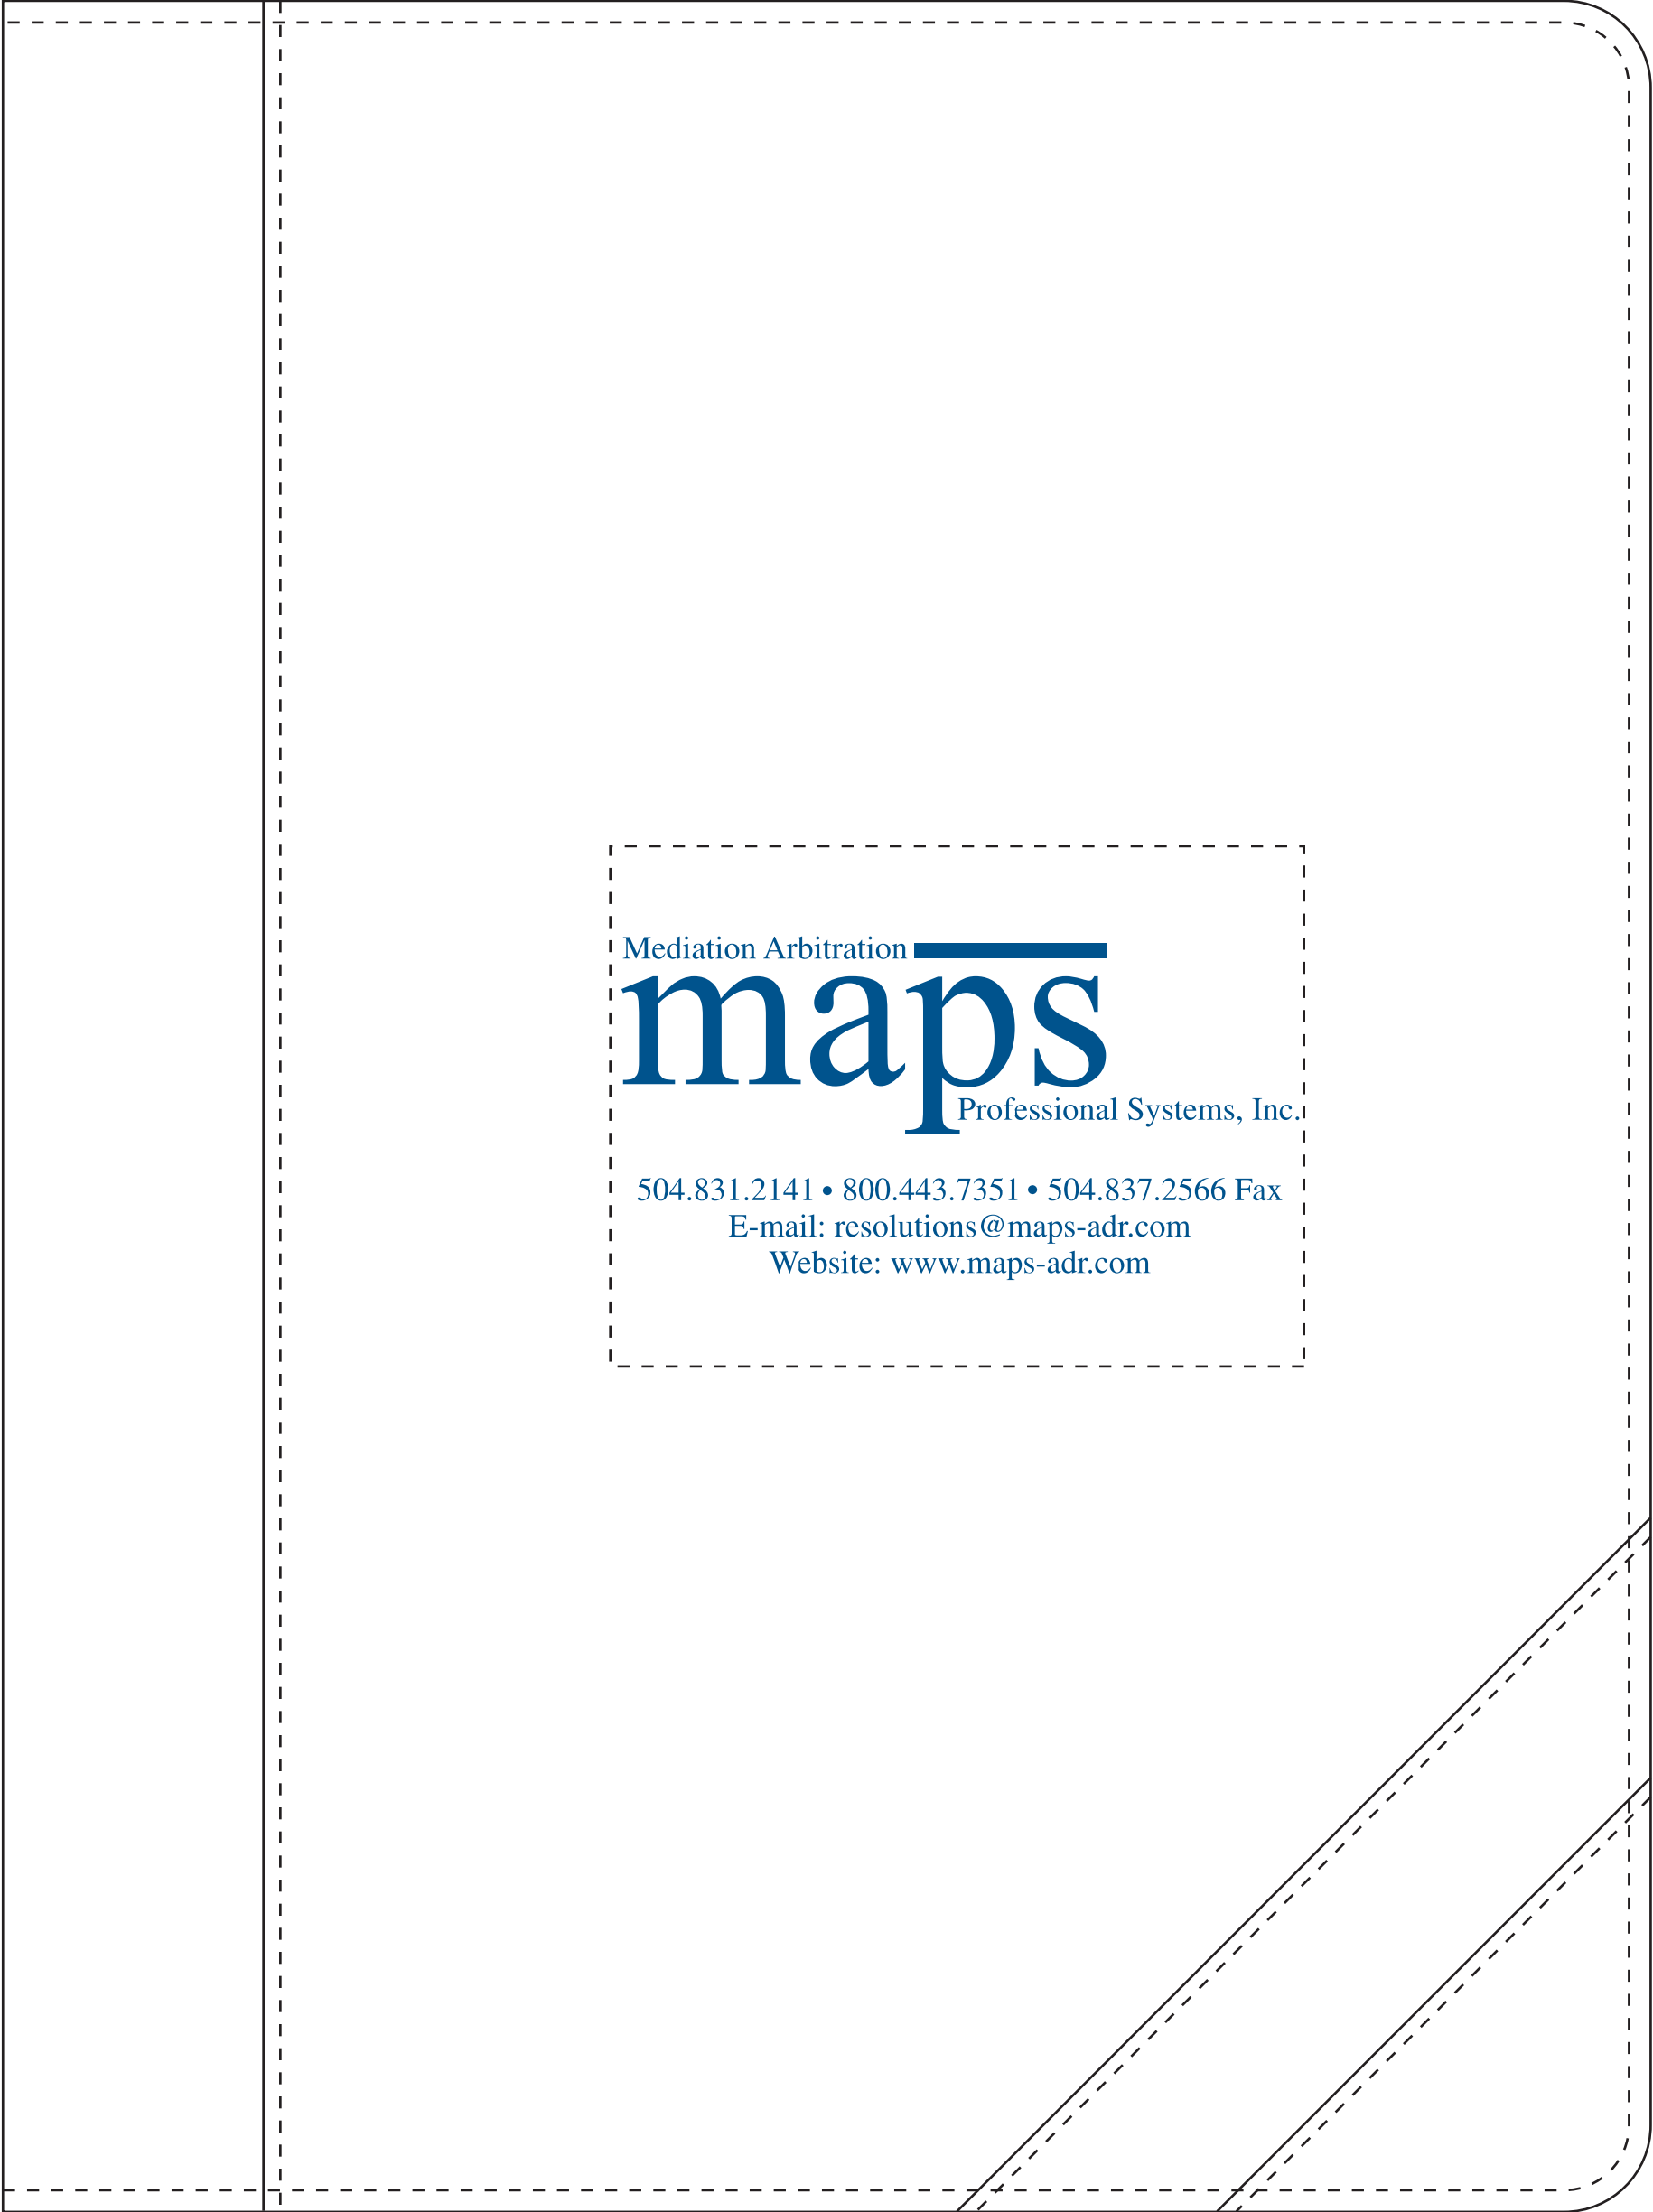 Mediation Arbitration
maps
Professional Systems, Inc.
504.831.2141 • 800.443.7351 • 504.837.2566 Fax
E-mail: resolutions@maps-adr.com
Website: www.maps-adr.com